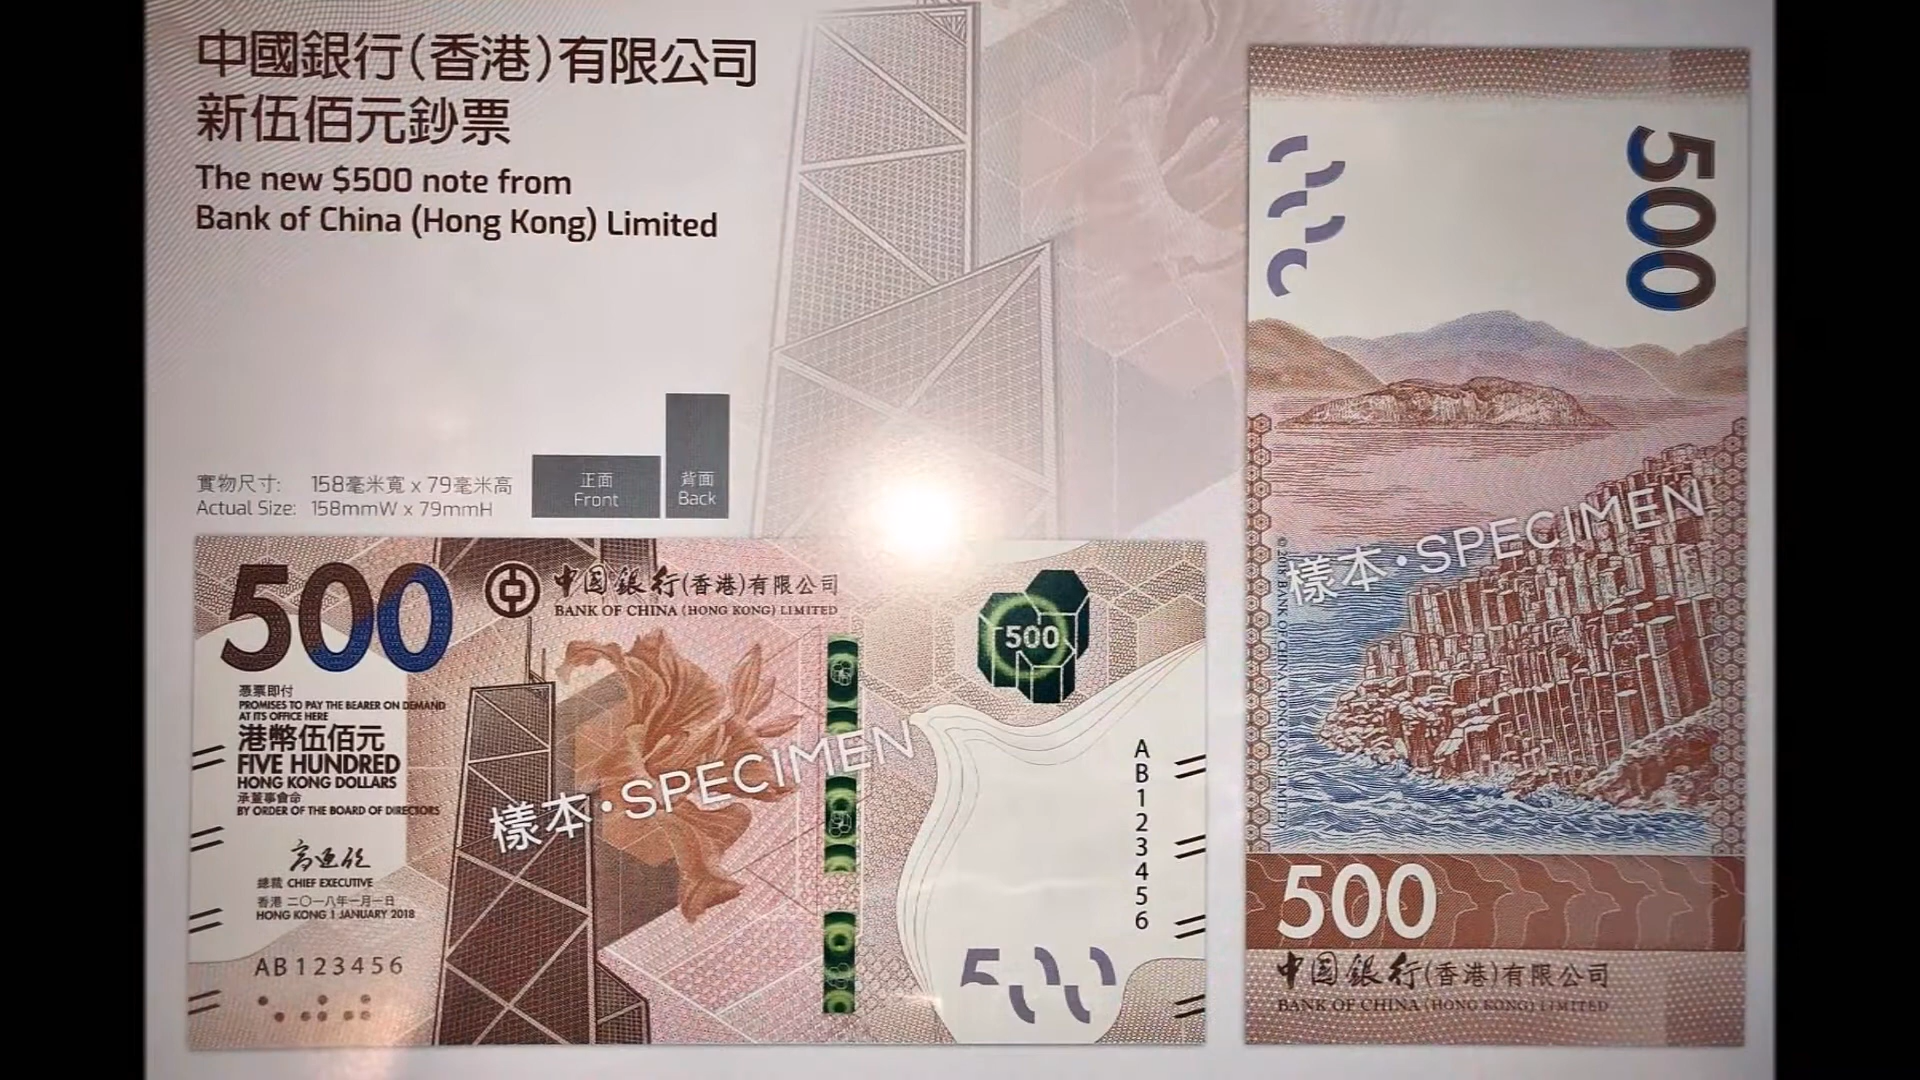 中國銀行(香港)有限公司
新伍佰元鈔票
The new $500 note from
Bank of China (Hong Kong) Limited
實物尺寸: 158毫米寬 x 79毫米高
Actual Size: 158mmW x 79mmH
正面
Front
背面
Back
500
中国銀行(香港)有限公司
BANK OF CHINA (HONG KONG) LIMITED
500
憑票即付
PROMISES TO PAY THE BEARER ON DEMAND
AT ITS OFFICE HERE
港幣伍佰元
FIVE HUNDRED
HONG KONG DOLLARS
承董事會命
BY ORDER OF THE BOARD OF DIRECTORS
總裁 CHIEF EXECUTIVE
香港 二〇一八年一月一日
HONG KONG 1 JANUARY 2018
AB123456
樣本·SPECIMEN
AB123456
500
500
樣本·SPECIMEN
© 2018 BANK OF CHINA (HONG KONG) LIMITED
500
中国銀行(香港)有限公司
BANK OF CHINA (HONG KONG) LIMITED